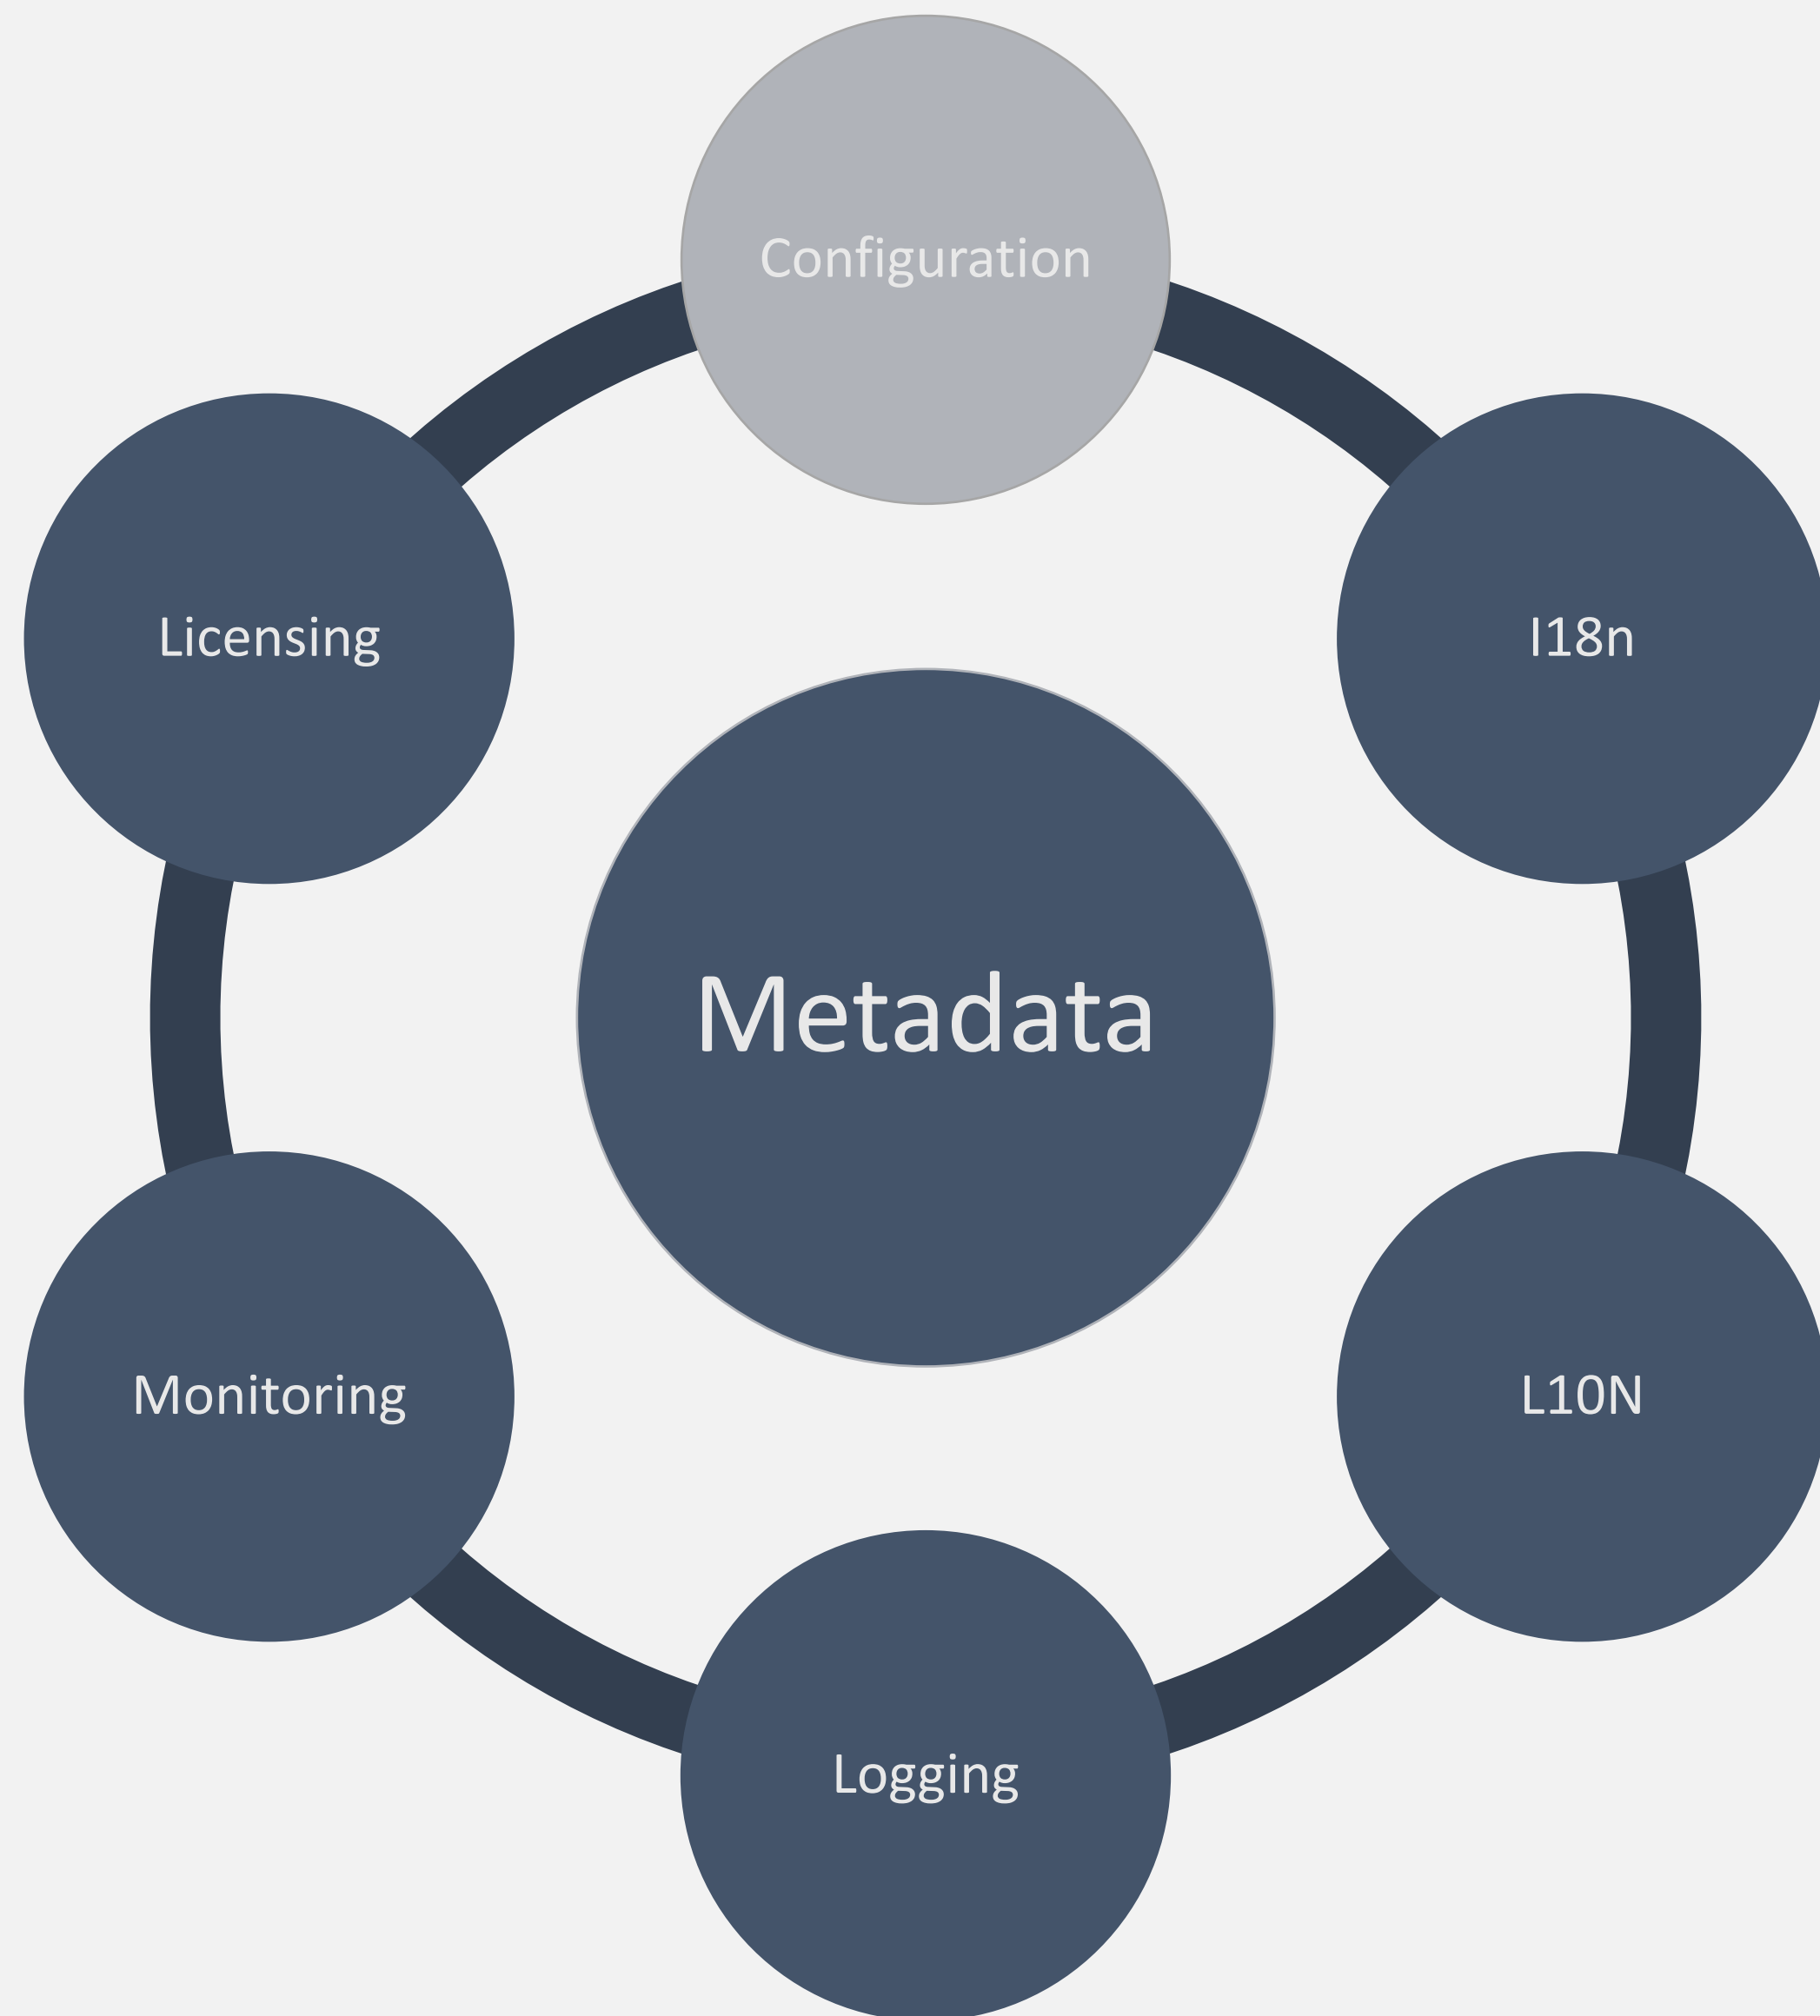 Configuration
Licensing
I18n
Metadata
Monitoring
L10N
Logging